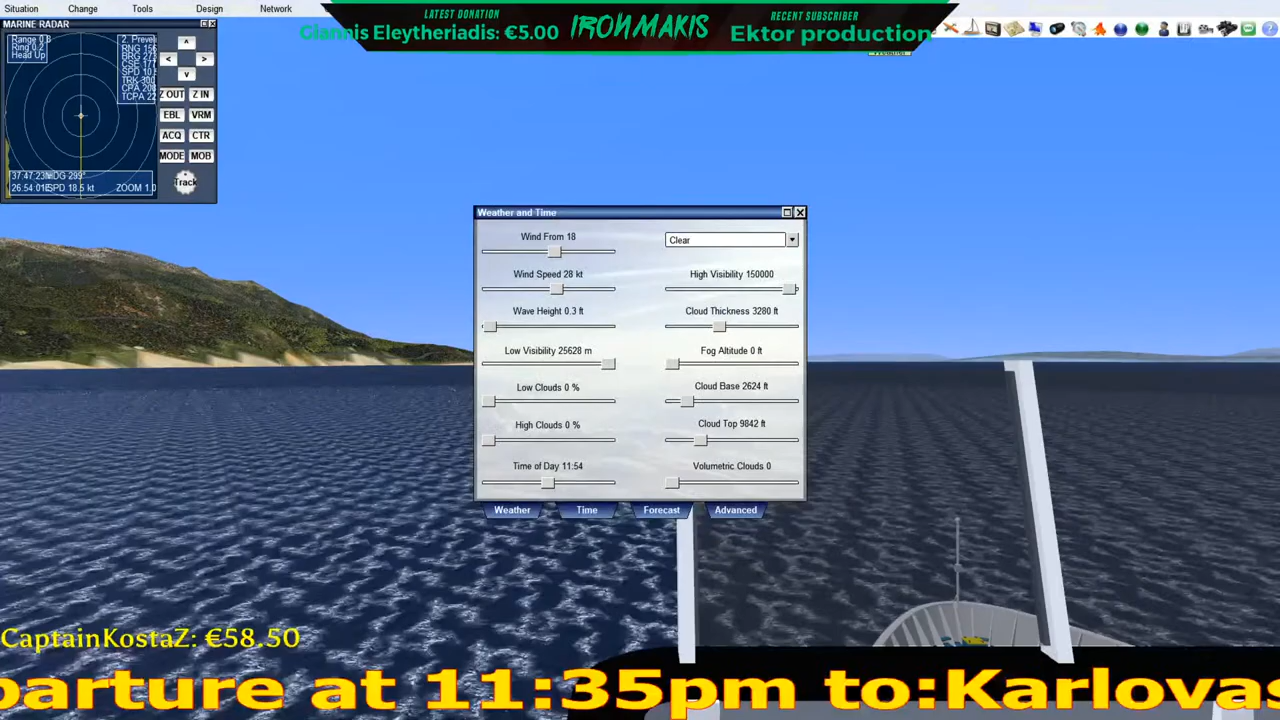 Situation
Change
Tools
Design
Network
LATEST DONATION
Giannis Eleytheriadis: €5.00
IRONMAKIS
RECENT SUBSCRIBER
Ektor production
MARINE RADAR
Range 0.8
Ring 0.2
Head Up
Z OUT
Z IN
EBL
VRM
ACQ
CTR
MODE
MOB
Track
ZOOM 1.0
Weather and Time
Wind From 18
Clear
Wind Speed 28 kt
High Visibility 150000
Wave Height 0.3 ft
Cloud Thickness 3280 ft
Low Visibility 25628 m
Fog Altitude 0 ft
Low Clouds 0 %
Cloud Base 2624 ft
High Clouds 0 %
Cloud Top 9842 ft
Time of Day 11:54
Volumetric Clouds 0
Weather
Time
Forecast
Advanced
CaptainKostaZ: €58.50
parture at 11:35pm to:Karlovas